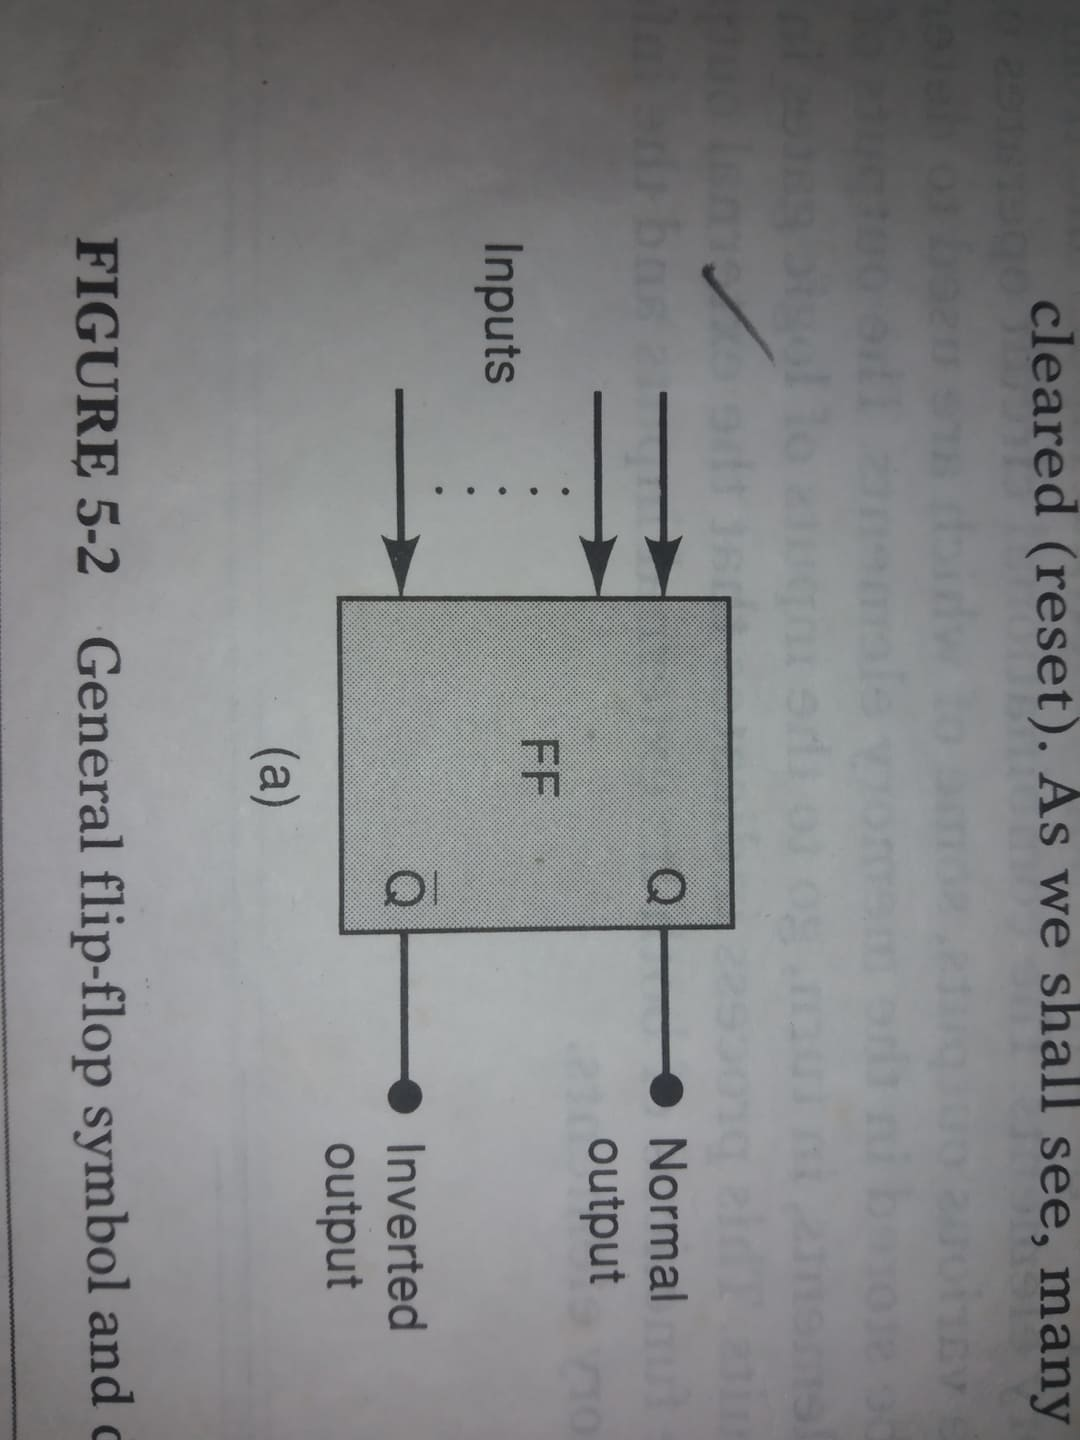 cleared (reset). As we shall see, many
Inputs
FF
Q
Q̅
Normal
output
Inverted
output
(a)
FIGURE 5-2 General flip-flop symbol and